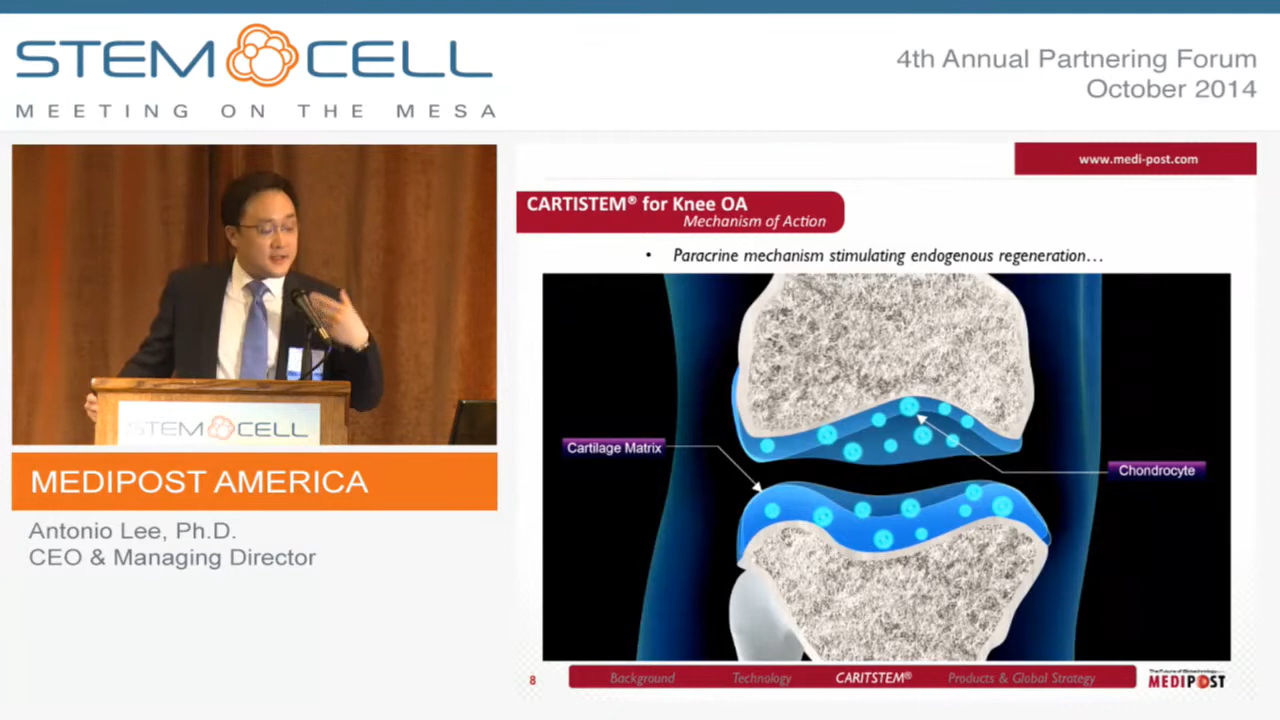 STEM CELL
MEETING ON THE MESA
4th Annual Partnering Forum
October 2014
STEM CELL
MEDIPOST AMERICA
Antonio Lee, Ph.D.
CEO & Managing Director
www.medi-post.com
CARTISTEM® for Knee OA
Mechanism of Action
• Paracrine mechanism stimulating endogenous regeneration…
Cartilage Matrix
Chondrocyte
8
Background Technology CARITSTEM® Products & Global Strategy
MEDIPOST